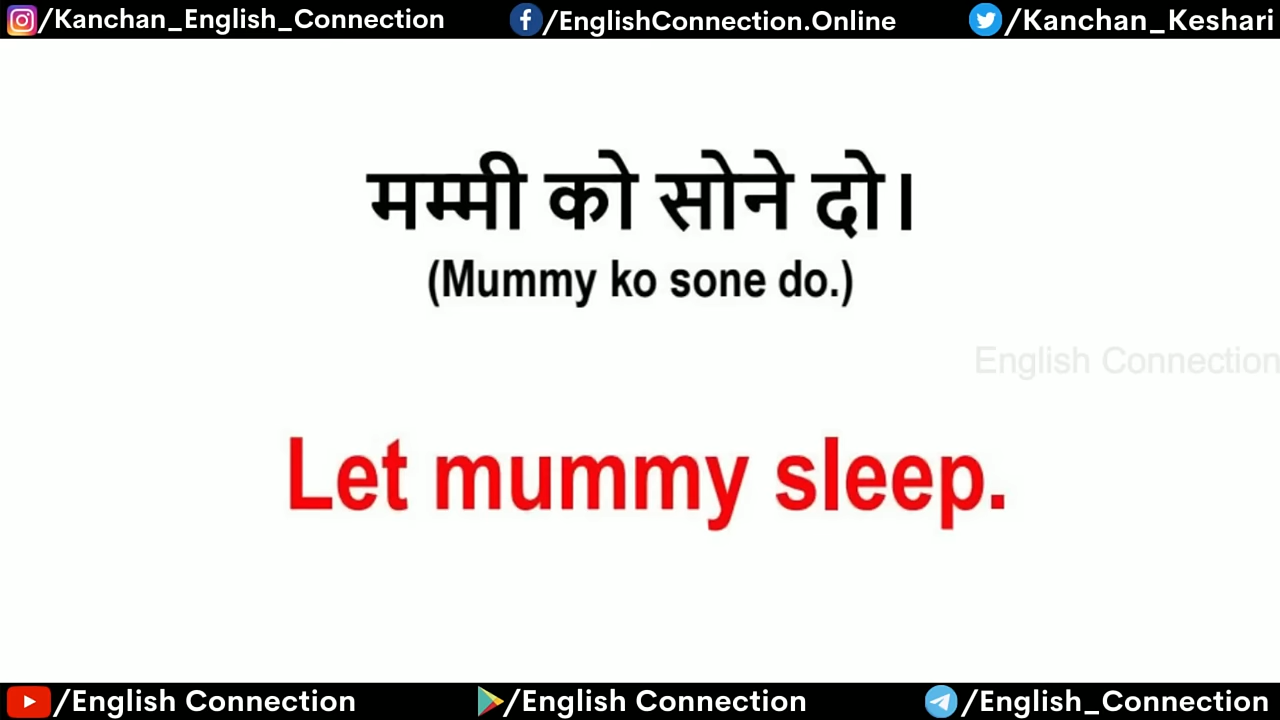 /Kanchan_English_Connection /EnglishConnection.Online /Kanchan_Keshari
मम्मी को सोने दो।
(Mummy ko sone do.)
English Connection
Let mummy sleep.
/English Connection /English Connection /English_Connection